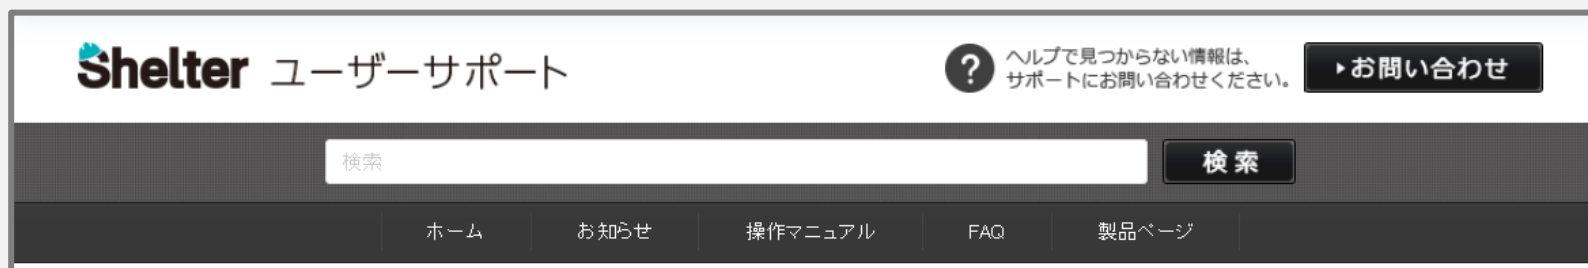 Shelter ユーザーサポート
ヘルプで見つからない情報は、
サポートにお問い合わせください。
お問い合わせ
検索
検索
ホーム お知らせ 操作マニュアル FAQ 製品ページ